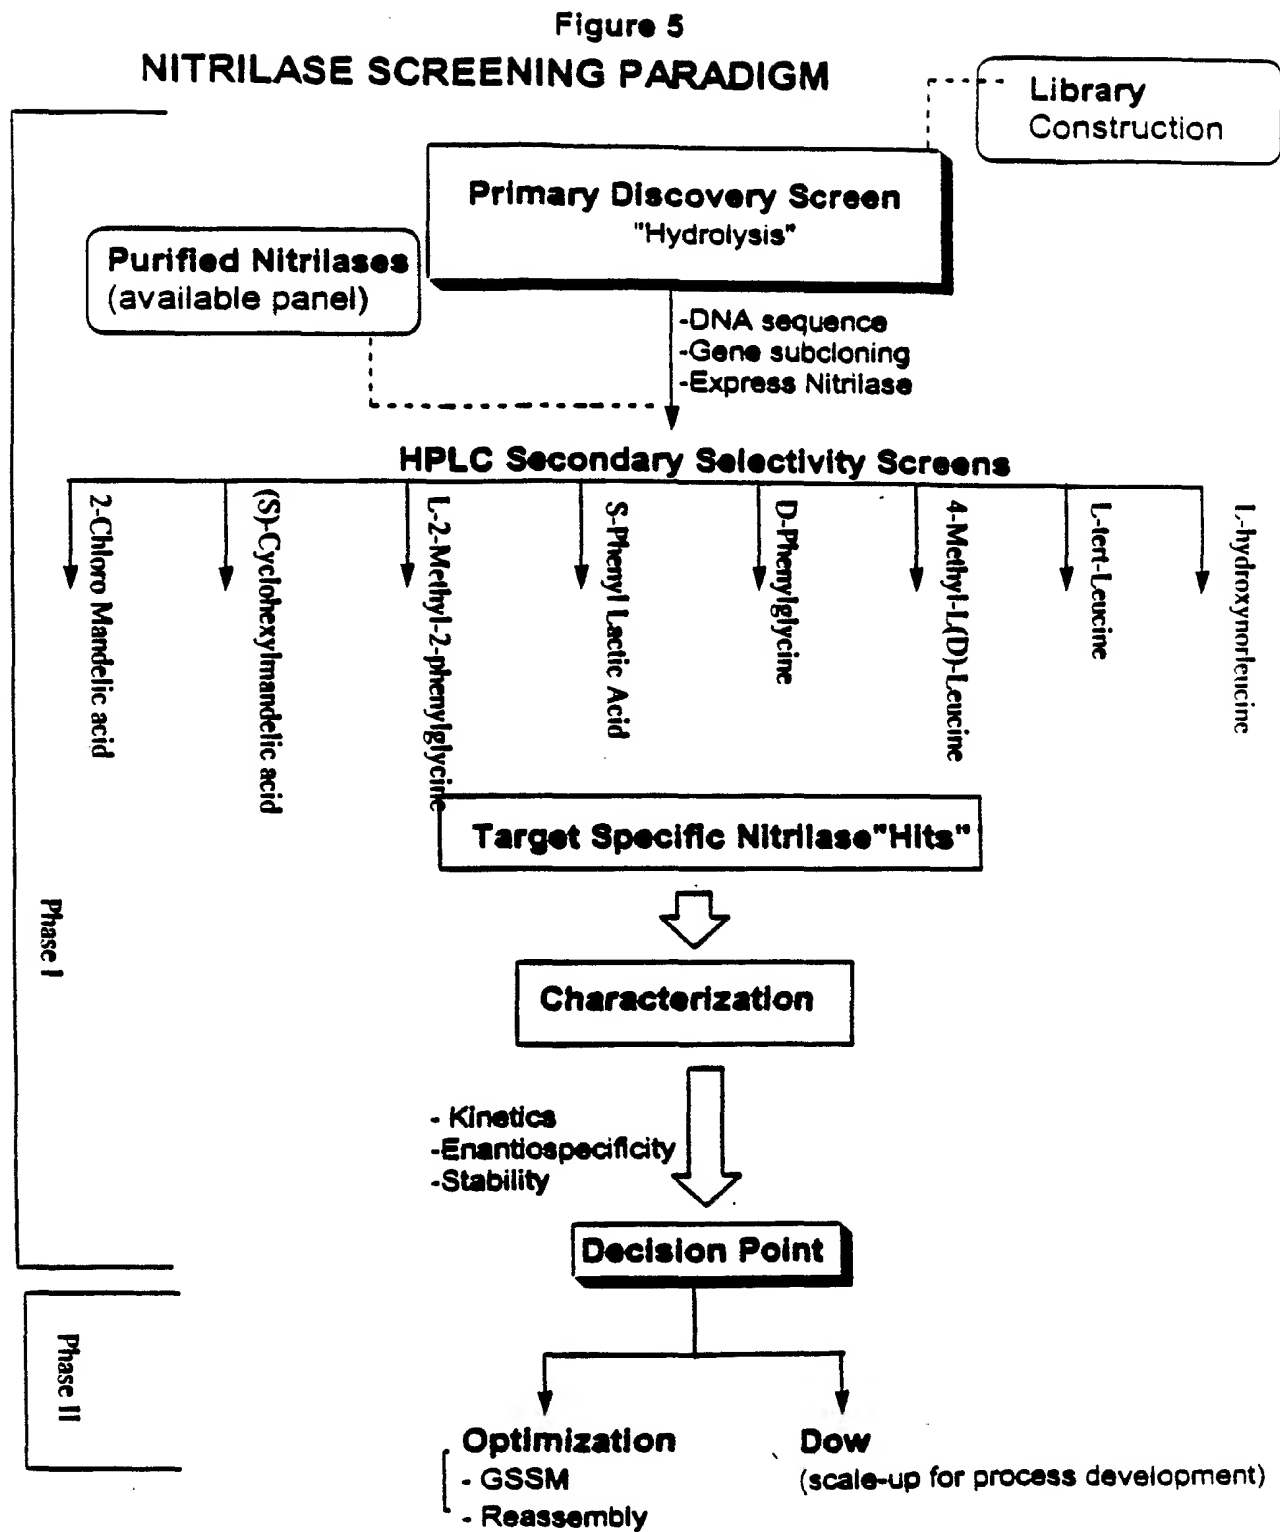 Figure 5
NITRILASE SCREENING PARADIGM
Library
Construction
Primary Discovery Screen
"Hydrolysis"
Purified Nitrilases
(available panel)
-DNA sequence
-Gene subcloning
-Express Nitrilase
HPLC Secondary Selectivity Screens
2-Chloro Mandelic acid
(S)-Cyclohexylmandelic acid
L-2-Methyl-2-phenylglycine
S-Phenyl Lactic Acid
D-Phenylglycine
4-Methyl-L(D)-Leucine
L-tert-Leucine
L-hydroxynorleucine
Target Specific Nitrilase"Hits"
Phase I
Characterization
- Kinetics
-Enantiospecificity
-Stability
Decision Point
Phase II
Optimization
- GSSM
- Reassembly
Dow
(scale-up for process development)